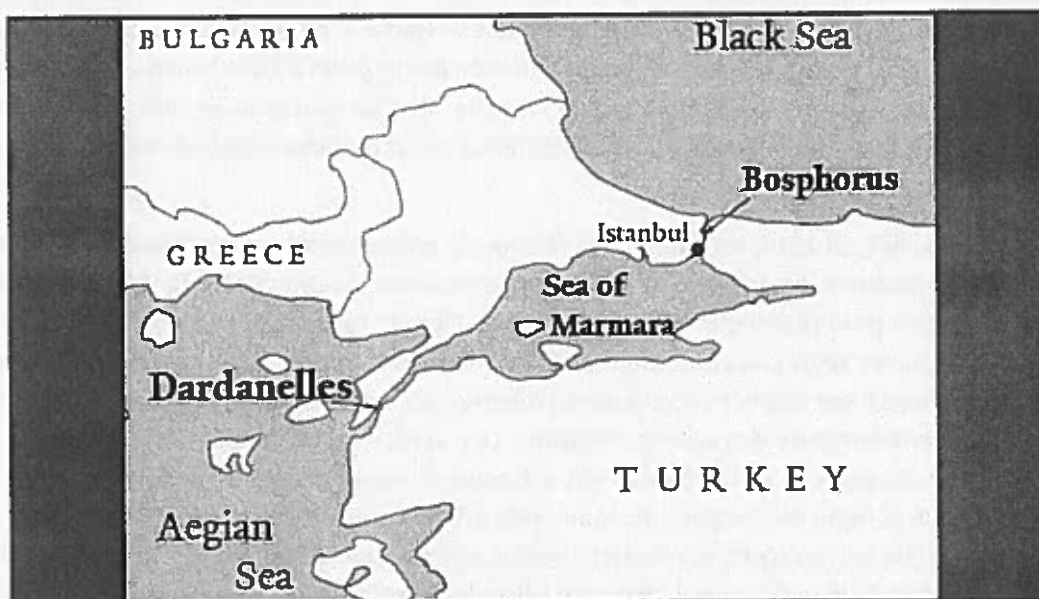 BULGARIA
Black Sea
Bosphorus
Istanbul
GREECE
Sea of
Marmara
Dardanelles
TURKEY
Aegian
Sea